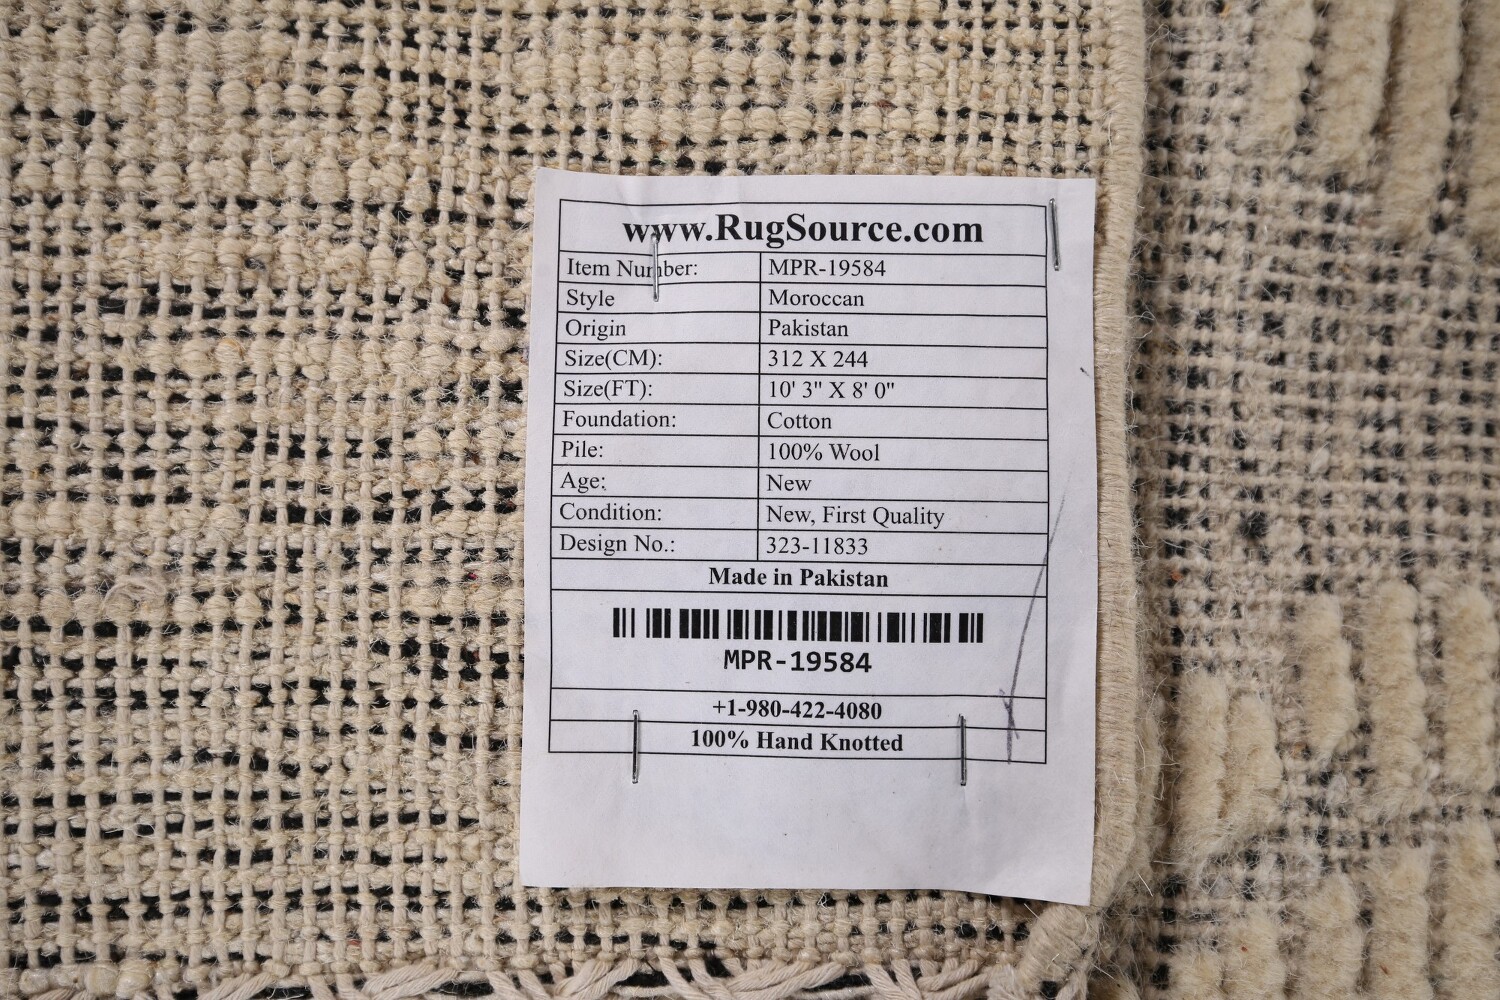 www.RugSource.com
Item Number: MPR-19584
Style Moroccan
Origin Pakistan
Size(CM): 312 X 244
Size(FT): 10' 3" X 8' 0"
Foundation: Cotton
Pile: 100% Wool
Age: New
Condition: New, First Quality
Design No.: 323-11833
Made in Pakistan
MPR-19584
+1-980-422-4080
100% Hand Knotted